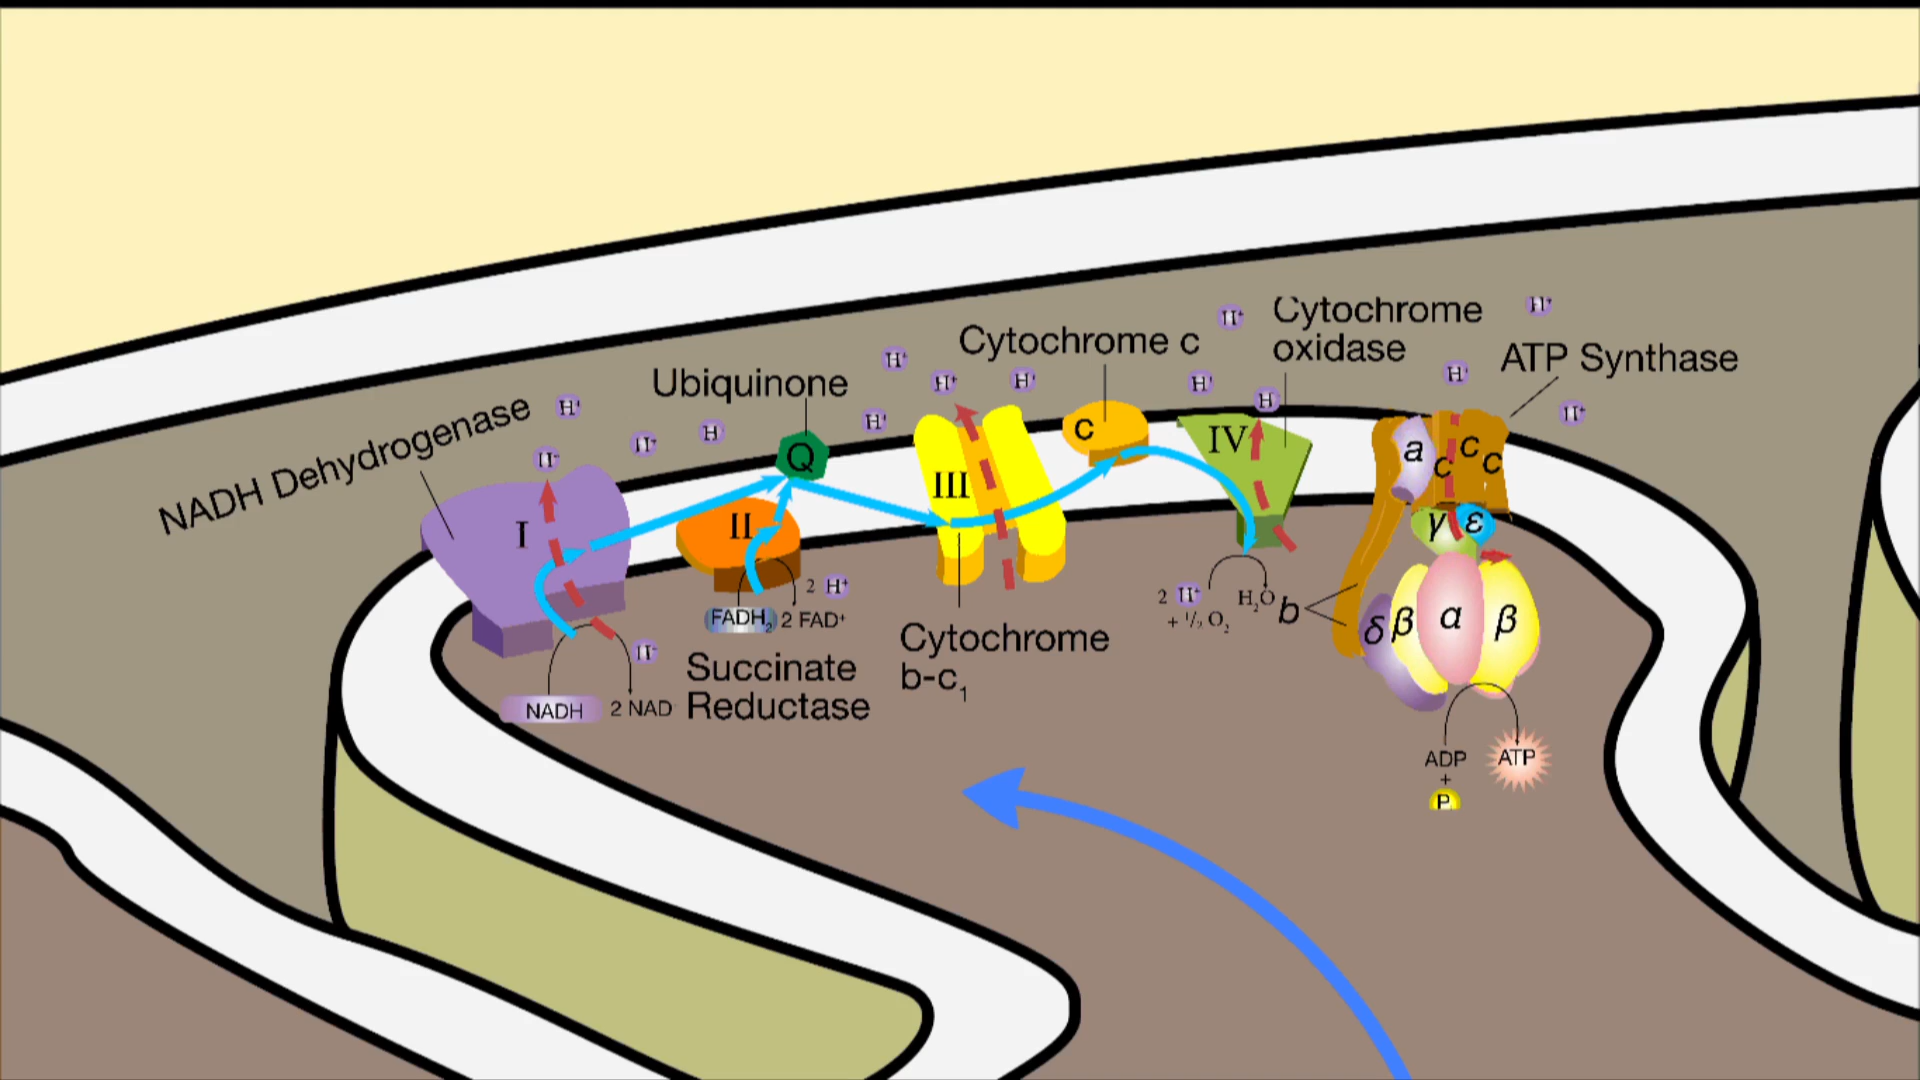 Cytochrome
oxidase
H⁺
H⁺
Cytochrome c
ATP Synthase
Ubiquinone
H⁺
H⁺
H⁺
H⁺
H⁺
H
H⁺
NADH Dehydrogenase
H⁺
H⁺
H
H⁺
H⁺
Q
c
IV
a
c
c
c
I
II
III
γ
ε
2 H⁺
FADH₂
2 FAD⁺
2 H⁺
+ ½ O₂
H₂O
b
δ
β
α
β
H⁺
Cytochrome
b-c₁
Succinate
Reductase
NADH
2 NAD
ADP
+
P
ATP